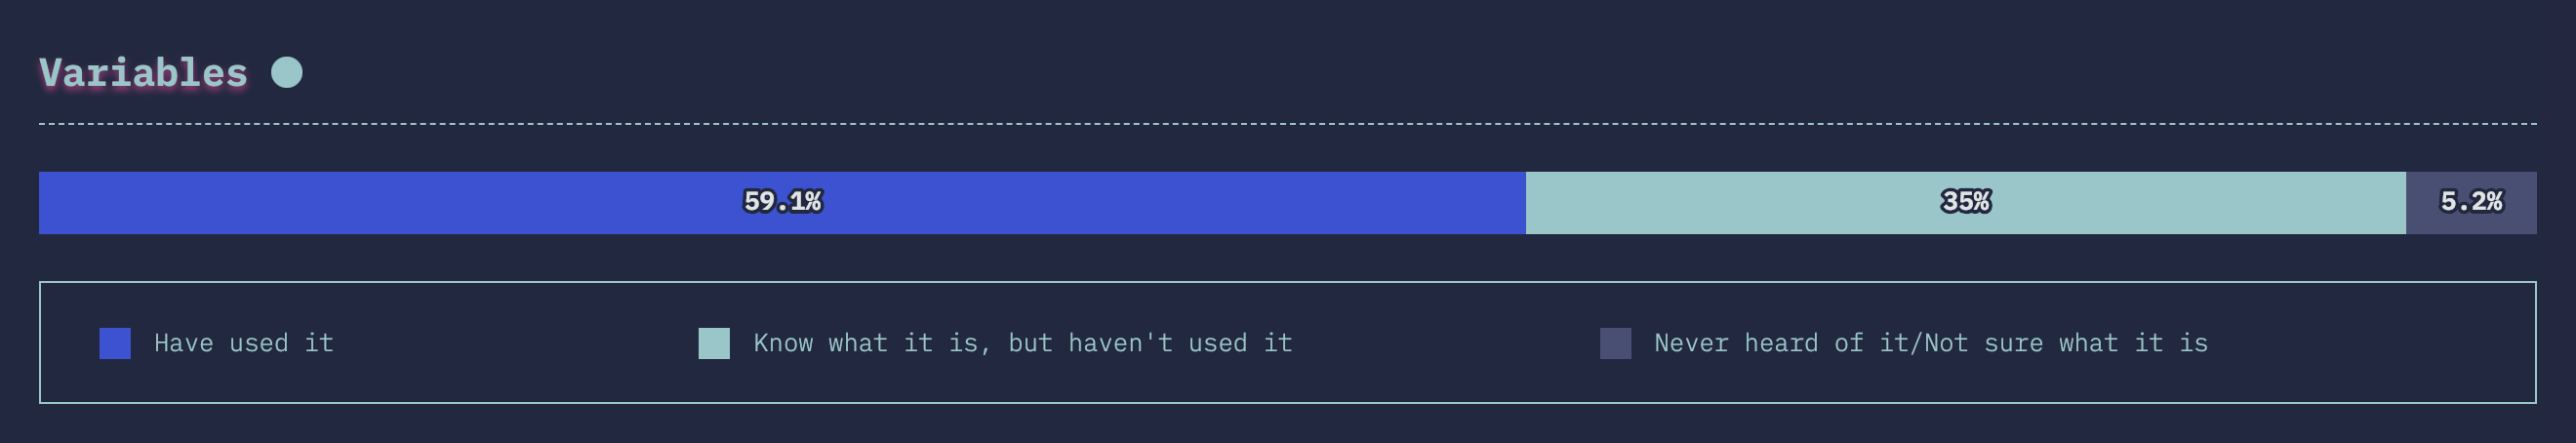 Variables
59.1% 35% 5.2%
Have used it Know what it is, but haven't used it Never heard of it/Not sure what it is